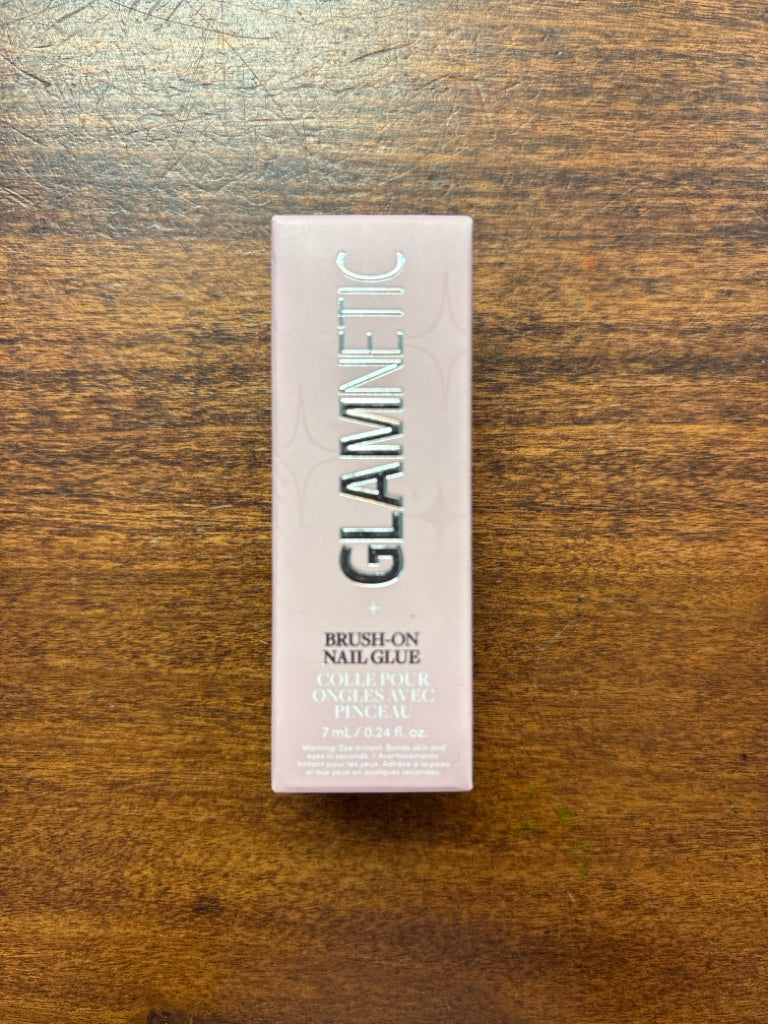 GLAMNETIC
BRUSH-ON
NAIL GLUE
COLLE POUR
ONGLES AVEC
PINCEAU
7 mL / 0.24 fl. oz.
Warning: Eye irritant. Bonds skin and
eyes in seconds. / Avertissements:
Irritant pour les yeux. Adhère à la peau
et aux yeux en quelques secondes.